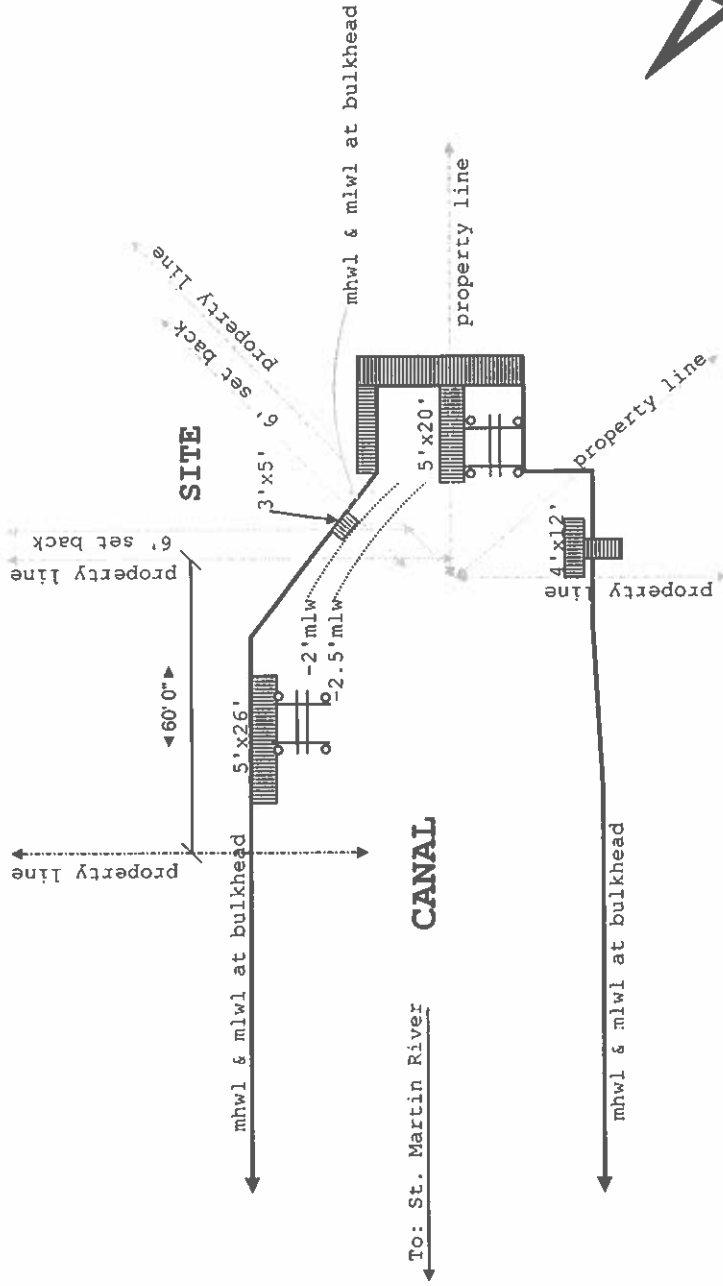 mhwl & mlwl at bulkhead
property line
6' set back
SITE
3'x5'
6' set back
property line
◄60'0"►
property line
5'x20'
property line
4'x12'
property line
-2'mlw
-2.5'mlw
5'x26'
property line
mhwl & mlwl at bulkhead
CANAL
To: St. Martin River
mhwl & mlwl at bulkhead